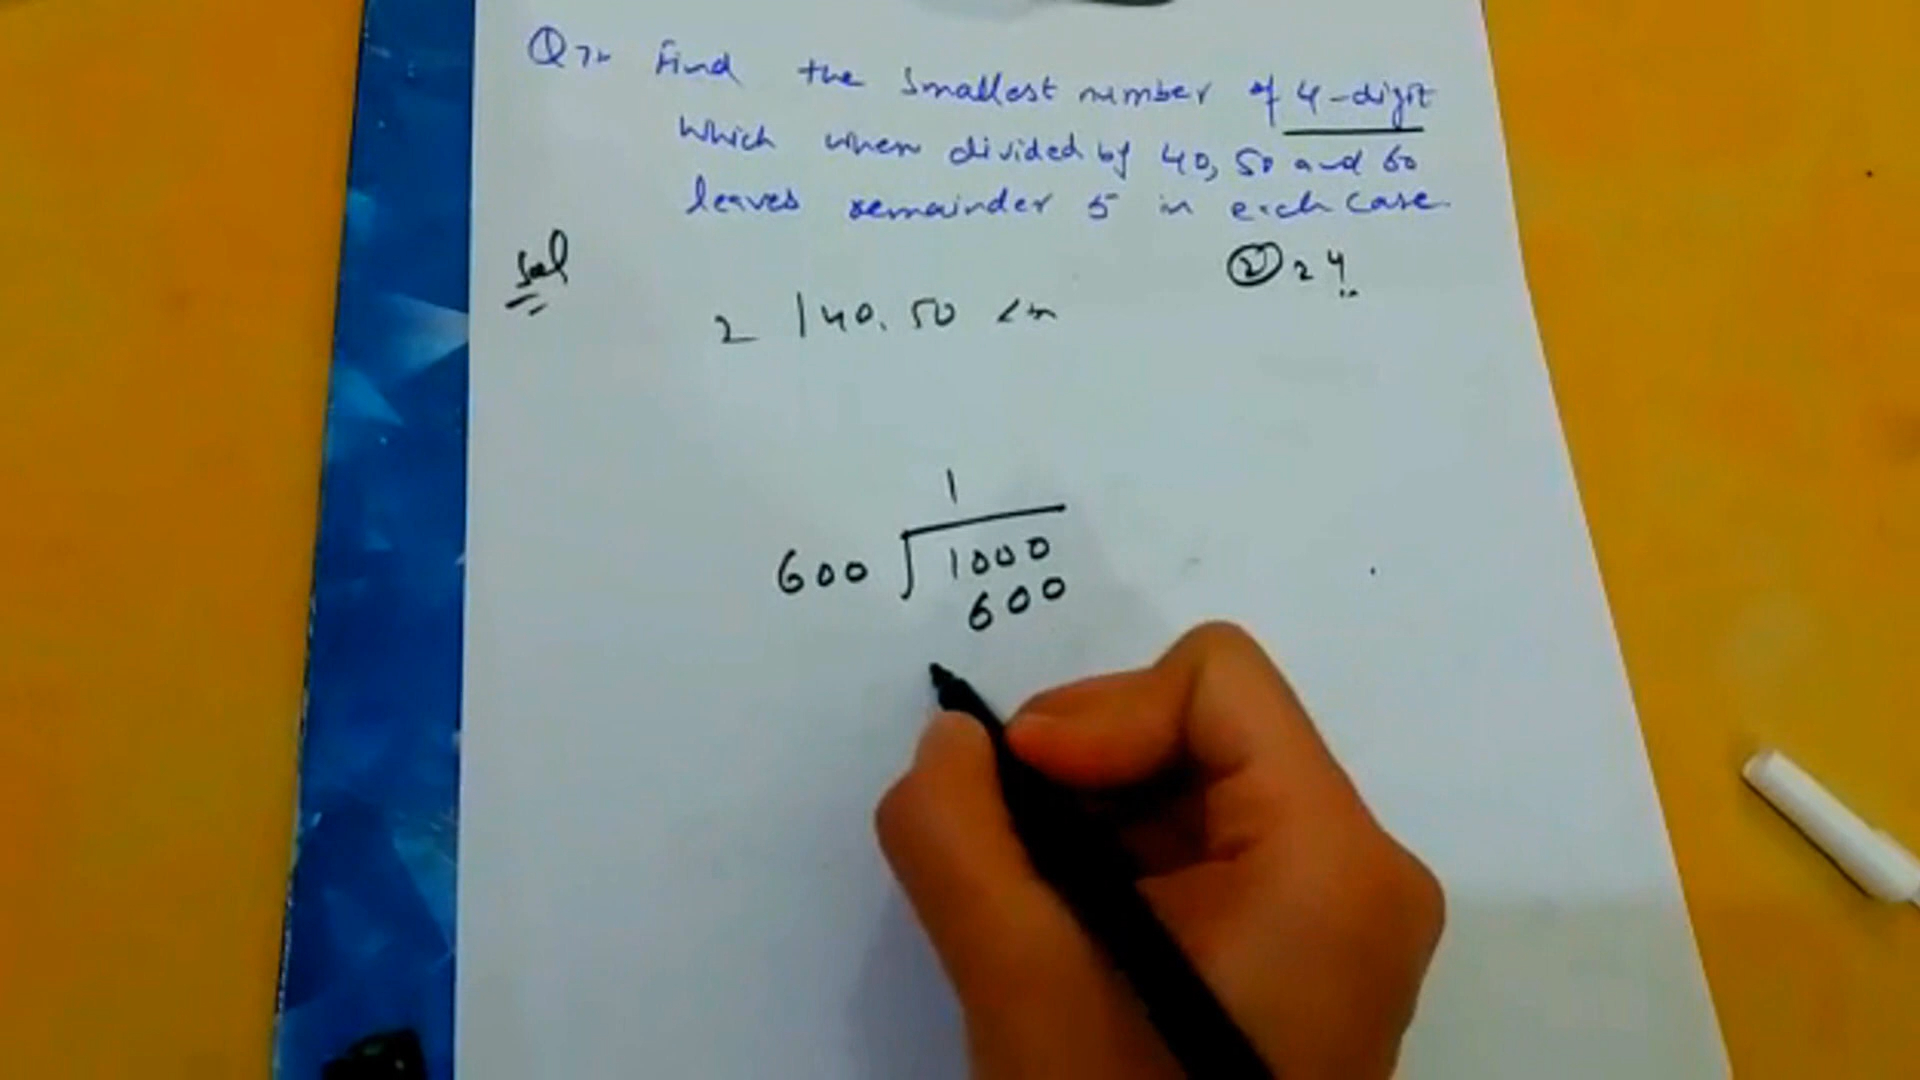 Q7:- Find the smallest number of 4-digit
which when divided by 40, 50 and 60
leaves remainder 5 in each case.
Sol
② 2 4
2 | 40. 50
1
600 √ 1000
600